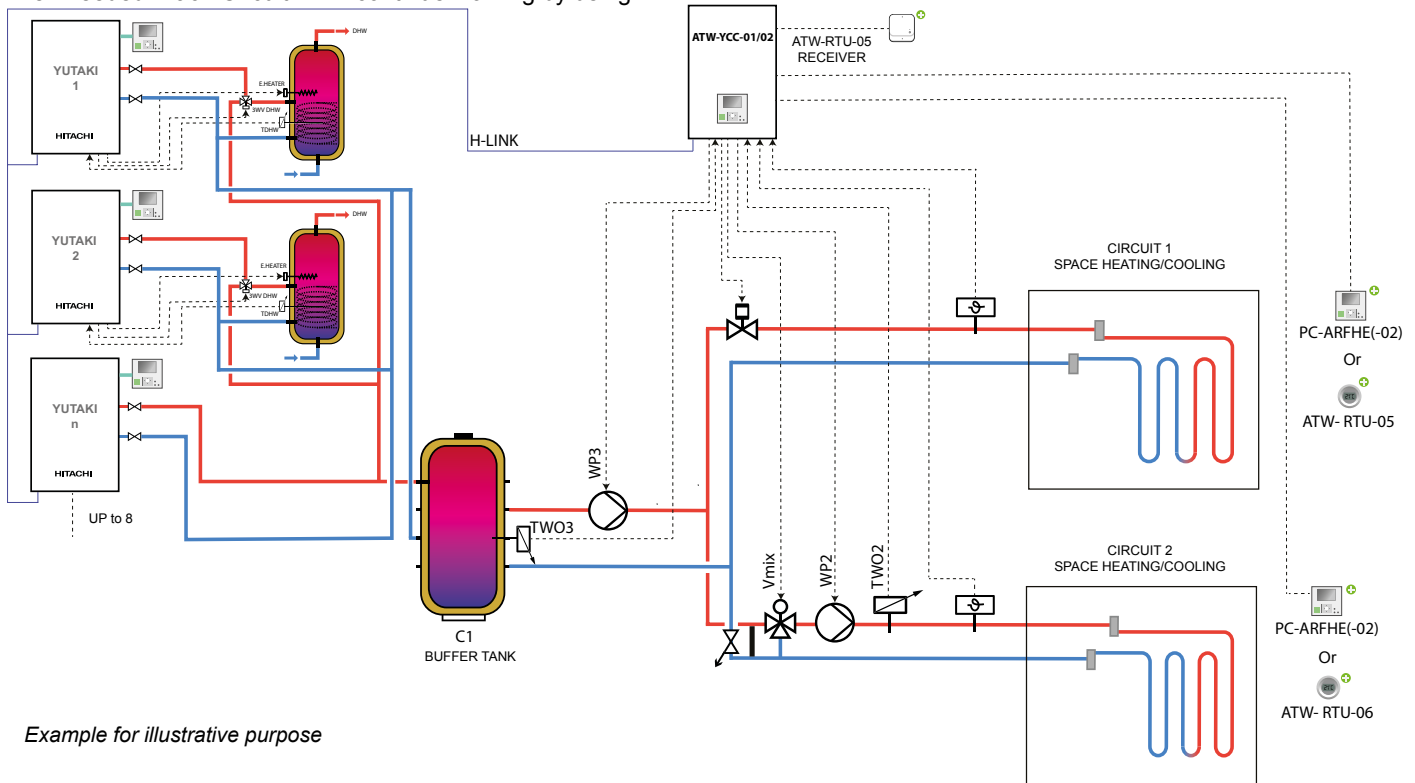 ATW-YCC-01/02
ATW-RTU-05
RECEIVER
H-LINK
YUTAKI
1
HITACHI
DHW
E.HEATER
3WV DHW
TDHW
YUTAKI
2
HITACHI
DHW
E.HEATER
3WV DHW
TDHW
YUTAKI
n
HITACHI
UP to 8
C1
BUFFER TANK
WP3
TWO3
Vmix
WP2
TWO2
CIRCUIT 1
SPACE HEATING/COOLING
PC-ARFHE(-02)
Or
ATW- RTU-05
CIRCUIT 2
SPACE HEATING/COOLING
PC-ARFHE(-02)
Or
ATW- RTU-06
Example for illustrative purpose